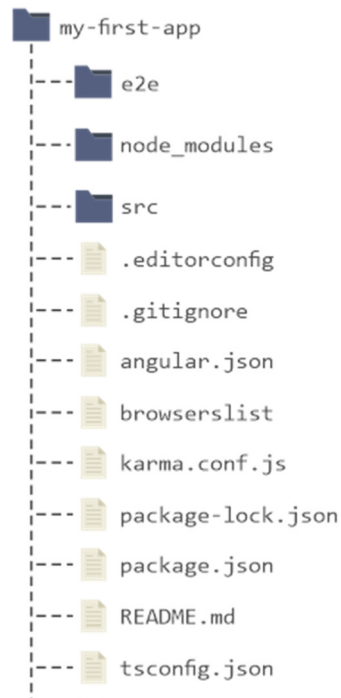 my-first-app
e2e
node_modules
src
.editorconfig
.gitignore
angular.json
browserslist
karma.conf.js
package-lock.json
package.json
README.md
tsconfig.json